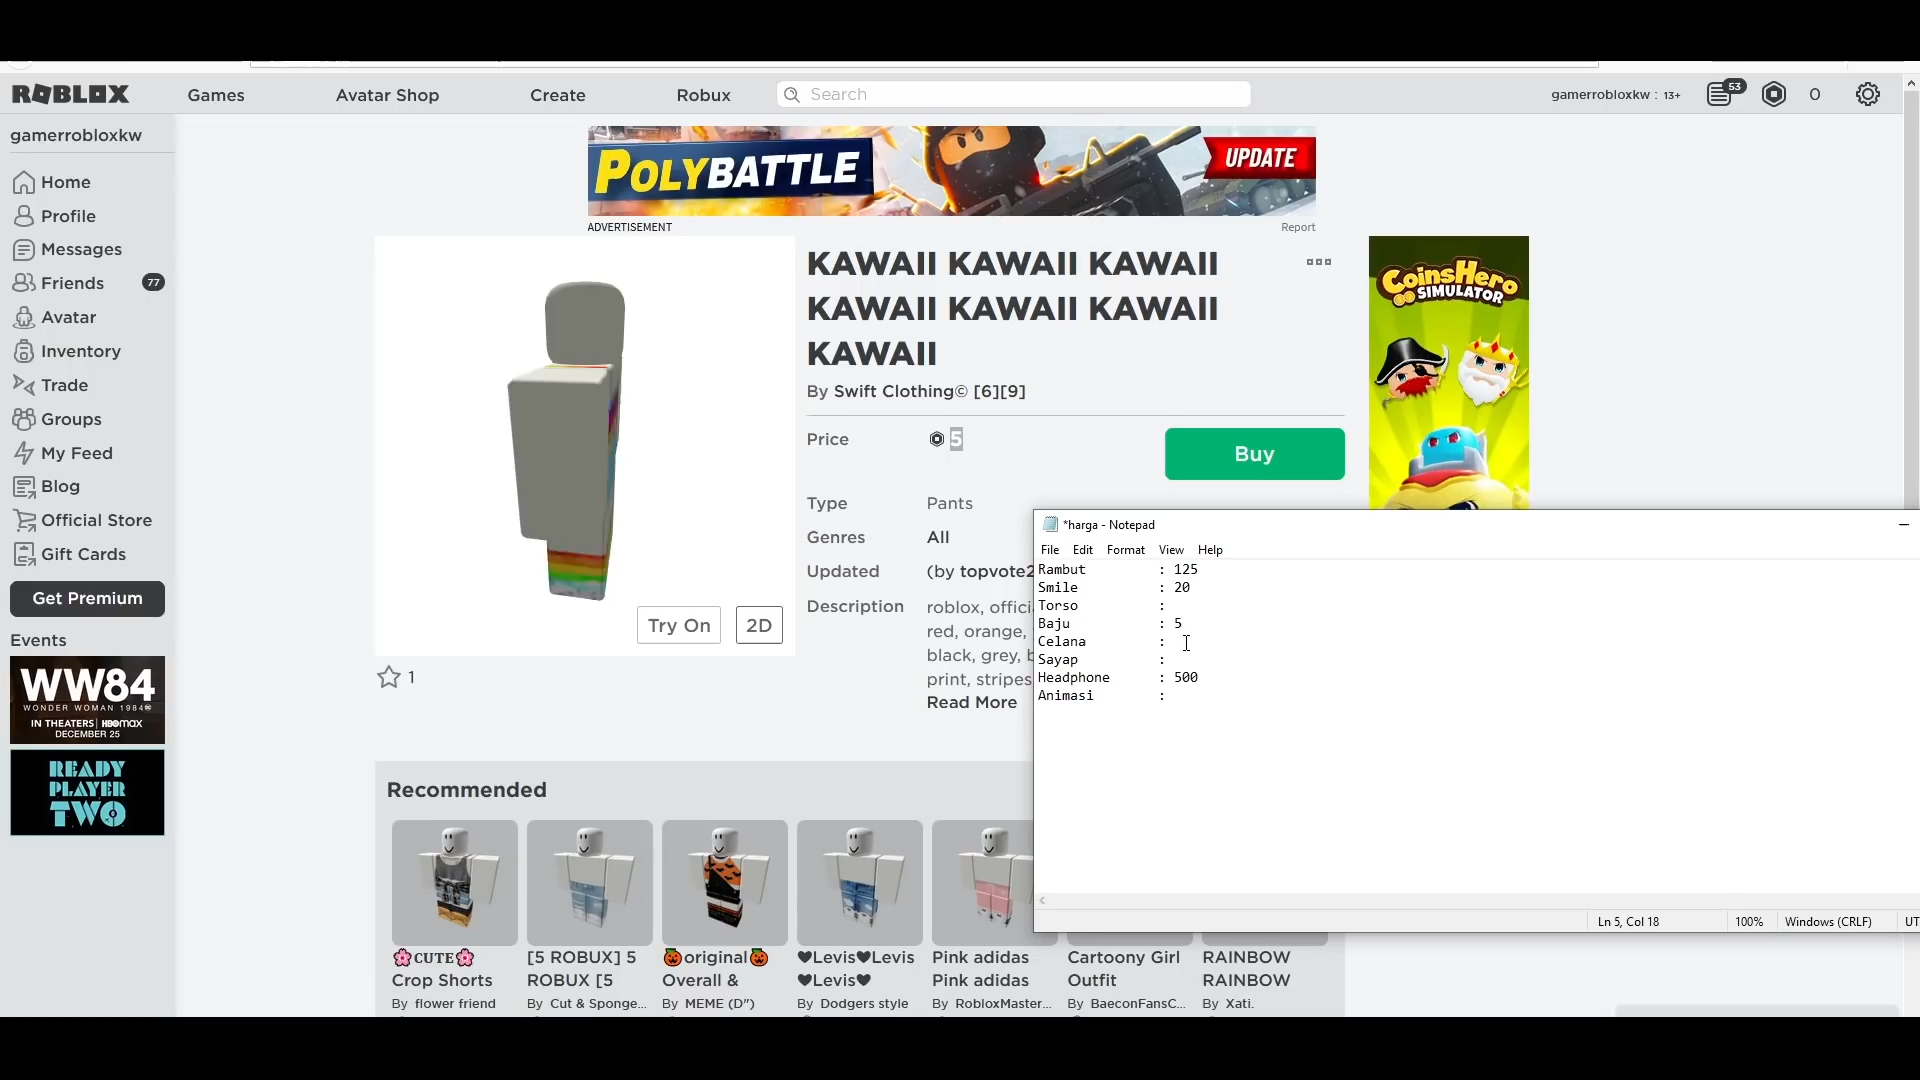 ROBLOX
Games
Avatar Shop
Create
Robux
Search
gamerrobloxkw : 13+
53
0
gamerrobloxkw
Home
Profile
Messages
Friends
77
Avatar
Inventory
Trade
Groups
My Feed
Blog
Official Store
Gift Cards
Get Premium
Events
WW84
WONDER WOMAN 1984
IN THEATERS | HBOmax
DECEMBER 25
READY
PLAYER
TWO
POLYBATTLE
UPDATE
ADVERTISEMENT
Report
KAWAII KAWAII KAWAII
KAWAII KAWAII KAWAII
KAWAII
By Swift Clothing© [6][9]
Price
5
Buy
Type
Pants
Genres
All
Updated
(by topvote2
Description
roblox, offici
red, orange,
black, grey, b
print, stripes
Read More
Try On
2D
1
COINS HERO
SIMULATOR
*harga - Notepad
File Edit Format View Help
Rambut : 125
Smile : 20
Torso :
Baju : 5
Celana :
Sayap :
Headphone : 500
Animasi :
Ln 5, Col 18
100%
Windows (CRLF)
UT
Recommended
🌸CUTE🌸
Crop Shorts
By flower friend
[5 ROBUX] 5
ROBUX [5
By Cut & Sponge...
🎃original🎃
Overall &
By MEME (D")
♥Levis♥Levis
♥Levis♥
By Dodgers style
Pink adidas
Pink adidas
By RobloxMaster...
Cartoony Girl
Outfit
By BaeconFansC...
RAINBOW
RAINBOW
By Xati.